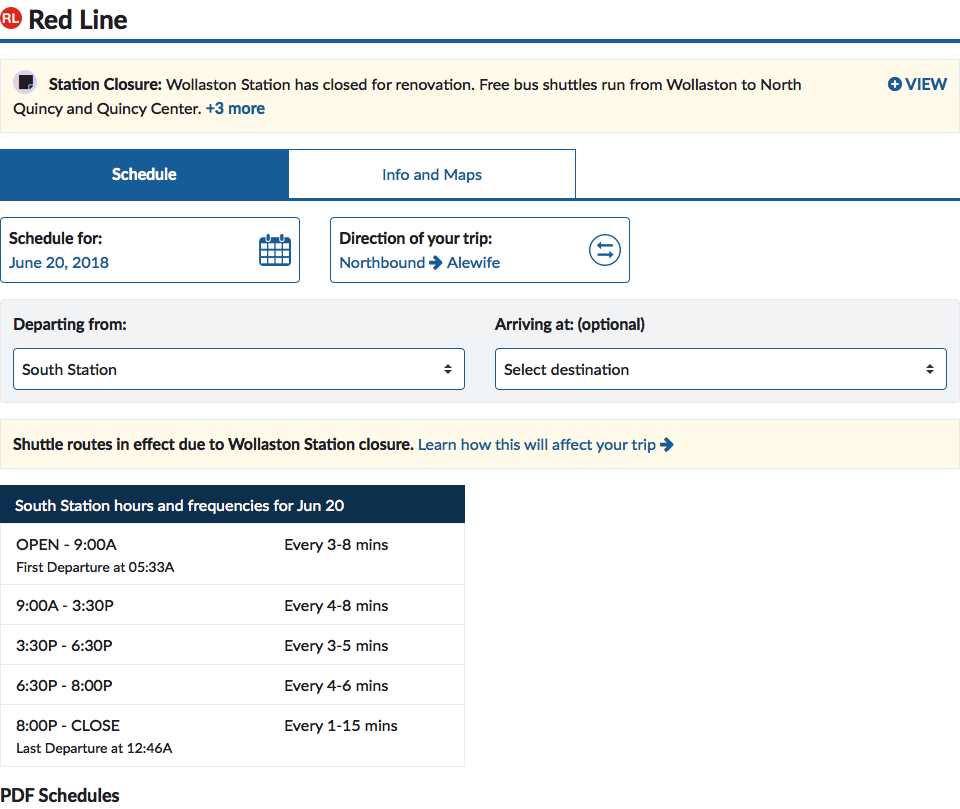 RL Red Line
Station Closure: Wollaston Station has closed for renovation. Free bus shuttles run from Wollaston to North
Quincy and Quincy Center. +3 more
VIEW
Schedule
Info and Maps
Schedule for:
June 20, 2018
Direction of your trip:
Northbound → Alewife
Departing from:
South Station
Arriving at: (optional)
Select destination
Shuttle routes in effect due to Wollaston Station closure. Learn how this will affect your trip →
South Station hours and frequencies for Jun 20
OPEN - 9:00A Every 3-8 mins
First Departure at 05:33A
9:00A - 3:30P Every 4-8 mins
3:30P - 6:30P Every 3-5 mins
6:30P - 8:00P Every 4-6 mins
8:00P - CLOSE Every 1-15 mins
Last Departure at 12:46A
PDF Schedules